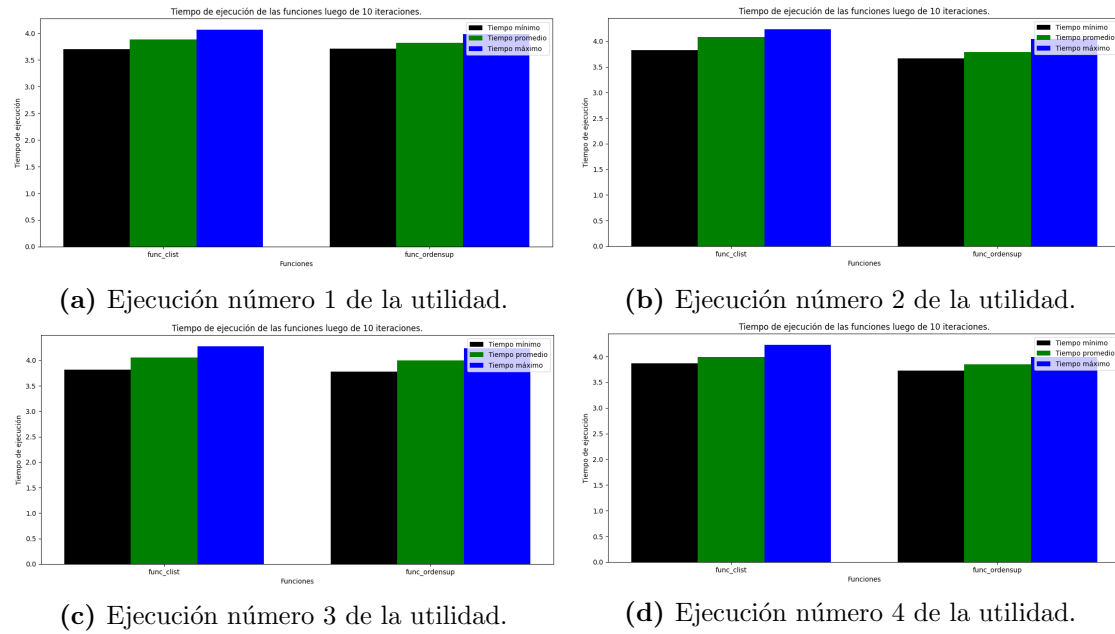 Tiempo de ejecución de las funciones luego de 10 iteraciones.
Tiempo mínimo
Tiempo promedio
Tiempo máximo
4.0
3.5
3.0
2.5
2.0
1.5
1.0
0.5
0.0
Tiempo de ejecución
func_clist
func_ordensup
Funciones
(a) Ejecución número 1 de la utilidad.
Tiempo de ejecución de las funciones luego de 10 iteraciones.
Tiempo mínimo
Tiempo promedio
Tiempo máximo
4.0
3.5
3.0
2.5
2.0
1.5
1.0
0.5
0.0
Tiempo de ejecución
func_clist
func_ordensup
Funciones
(b) Ejecución número 2 de la utilidad.
Tiempo de ejecución de las funciones luego de 10 iteraciones.
Tiempo mínimo
Tiempo promedio
Tiempo máximo
4.0
3.5
3.0
2.5
2.0
1.5
1.0
0.5
0.0
Tiempo de ejecución
func_clist
func_ordensup
Funciones
(c) Ejecución número 3 de la utilidad.
Tiempo de ejecución de las funciones luego de 10 iteraciones.
Tiempo mínimo
Tiempo promedio
Tiempo máximo
4.0
3.5
3.0
2.5
2.0
1.5
1.0
0.5
0.0
Tiempo de ejecución
func_clist
func_ordensup
Funciones
(d) Ejecución número 4 de la utilidad.